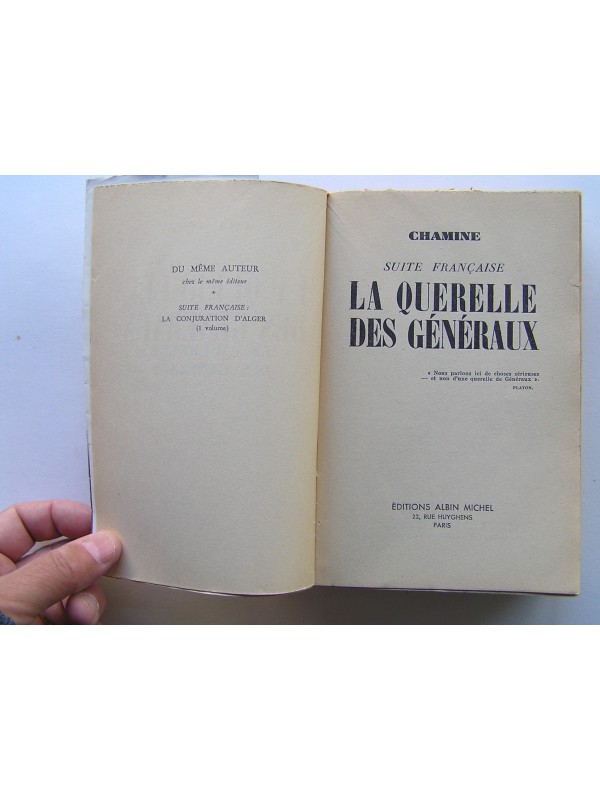 DU MÊME AUTEUR
chez le même éditeur
*
SUITE FRANÇAISE :
LA CONJURATION D'ALGER
(1 volume)
CHAMINE
SUITE FRANÇAISE
LA QUERELLE
DES GÉNÉRAUX
« Nous parlons ici de choses sérieuses
— et non d'une querelle de Généraux ».
PLATON.
ÉDITIONS ALBIN MICHEL
22, RUE HUYGHENS
PARIS